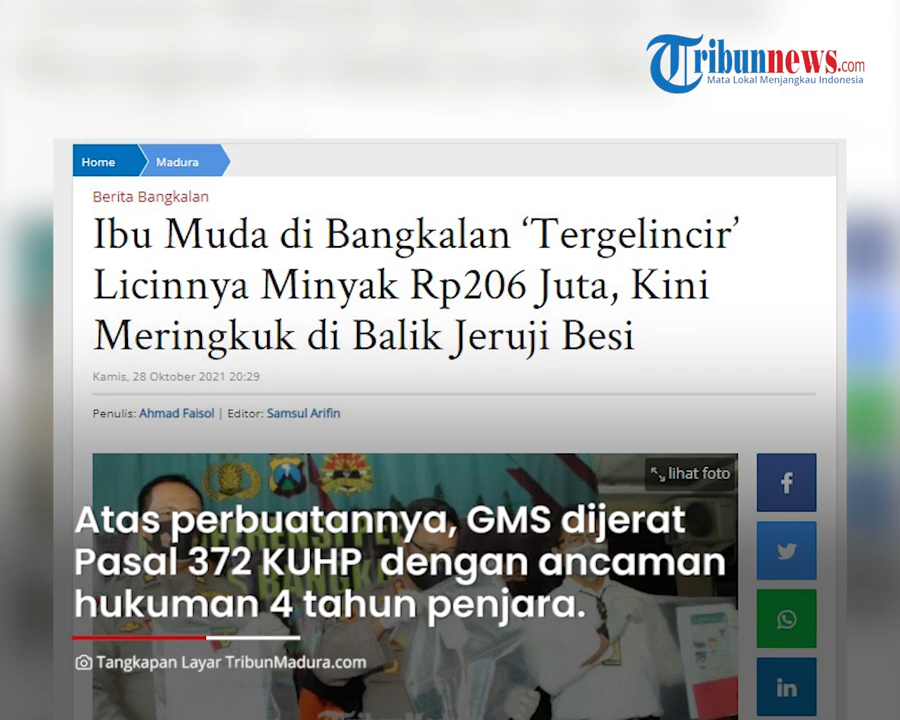 Tribunnews.com
Mata Lokal Menjangkau Indonesia
Home Madura
Berita Bangkalan
Ibu Muda di Bangkalan ‘Tergelincir’
Licinnya Minyak Rp206 Juta, Kini
Meringkuk di Balik Jeruji Besi
Kamis, 28 Oktober 2021 20:29
Penulis: Ahmad Faisol | Editor: Samsul Arifin
lihat foto
Atas perbuatannya, GMS dijerat
Pasal 372 KUHP dengan ancaman
hukuman 4 tahun penjara.
Tangkapan Layar TribunMadura.com